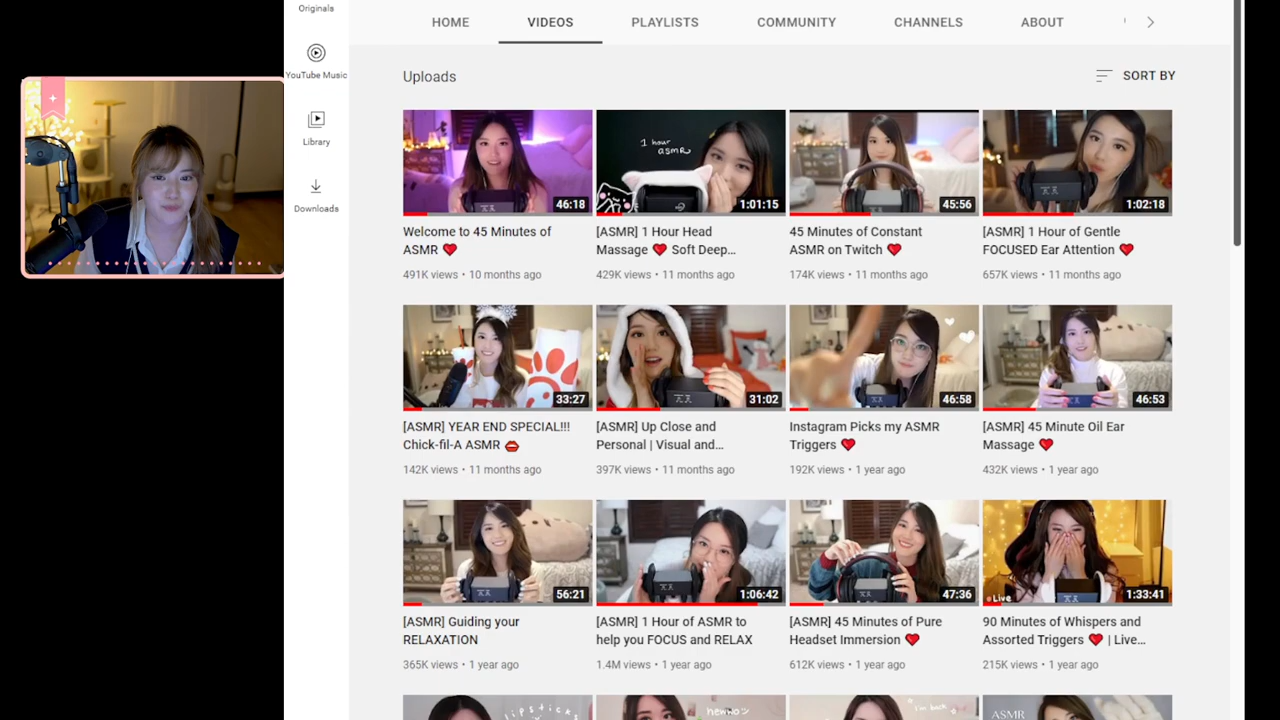 Originals
HOME
VIDEOS
PLAYLISTS
COMMUNITY
CHANNELS
ABOUT
YouTube Music
Library
Downloads
Uploads
SORT BY
1 hour
asmr
46:18
1:01:15
45:56
1:02:18
Welcome to 45 Minutes of
ASMR ❤️
491K views • 10 months ago
[ASMR] 1 Hour Head
Massage ❤️ Soft Deep...
429K views • 11 months ago
45 Minutes of Constant
ASMR on Twitch ❤️
174K views • 11 months ago
[ASMR] 1 Hour of Gentle
FOCUSED Ear Attention ❤️
657K views • 11 months ago
33:27
31:02
46:58
46:53
[ASMR] YEAR END SPECIAL!!!
Chick-fil-A ASMR 👄
142K views • 11 months ago
[ASMR] Up Close and
Personal | Visual and...
397K views • 11 months ago
Instagram Picks my ASMR
Triggers ❤️
192K views • 1 year ago
[ASMR] 45 Minute Oil Ear
Massage ❤️
432K views • 1 year ago
56:21
1:06:42
47:36
Live
1:33:41
[ASMR] Guiding your
RELAXATION
365K views • 1 year ago
[ASMR] 1 Hour of ASMR to
help you FOCUS and RELAX
1.4M views • 1 year ago
[ASMR] 45 Minutes of Pure
Headset Immersion ❤️
612K views • 1 year ago
90 Minutes of Whispers and
Assorted Triggers ❤️ | Live...
215K views • 1 year ago
lipsticks
newwo
i'm back
ASMR